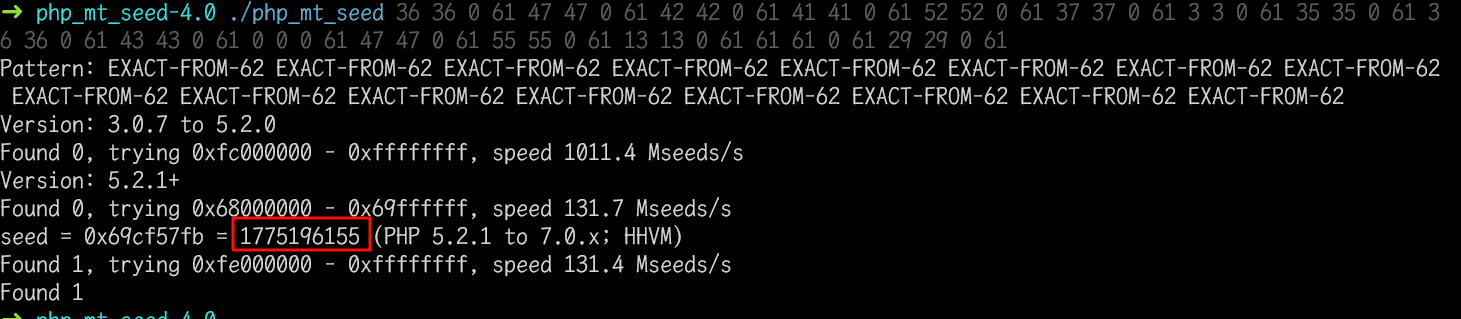 ➜ php_mt_seed-4.0 ./php_mt_seed 36 36 0 61 47 47 0 61 42 42 0 61 41 41 0 61 52 52 0 61 37 37 0 61 3 3 0 61 35 35 0 61 3
6 36 0 61 43 43 0 61 0 0 0 61 47 47 0 61 55 55 0 61 13 13 0 61 61 61 0 61 29 29 0 61
Pattern: EXACT-FROM-62 EXACT-FROM-62 EXACT-FROM-62 EXACT-FROM-62 EXACT-FROM-62 EXACT-FROM-62 EXACT-FROM-62 EXACT-FROM-62
EXACT-FROM-62 EXACT-FROM-62 EXACT-FROM-62 EXACT-FROM-62 EXACT-FROM-62 EXACT-FROM-62 EXACT-FROM-62 EXACT-FROM-62
Version: 3.0.7 to 5.2.0
Found 0, trying 0xfc000000 - 0xffffffff, speed 1011.4 Mseeds/s
Version: 5.2.1+
Found 0, trying 0x68000000 - 0x69ffffff, speed 131.7 Mseeds/s
seed = 0x69cf57fb = 1775196155 (PHP 5.2.1 to 7.0.x; HHVM)
Found 1, trying 0xfe000000 - 0xffffffff, speed 131.4 Mseeds/s
Found 1
➜ php_mt_seed-4.0